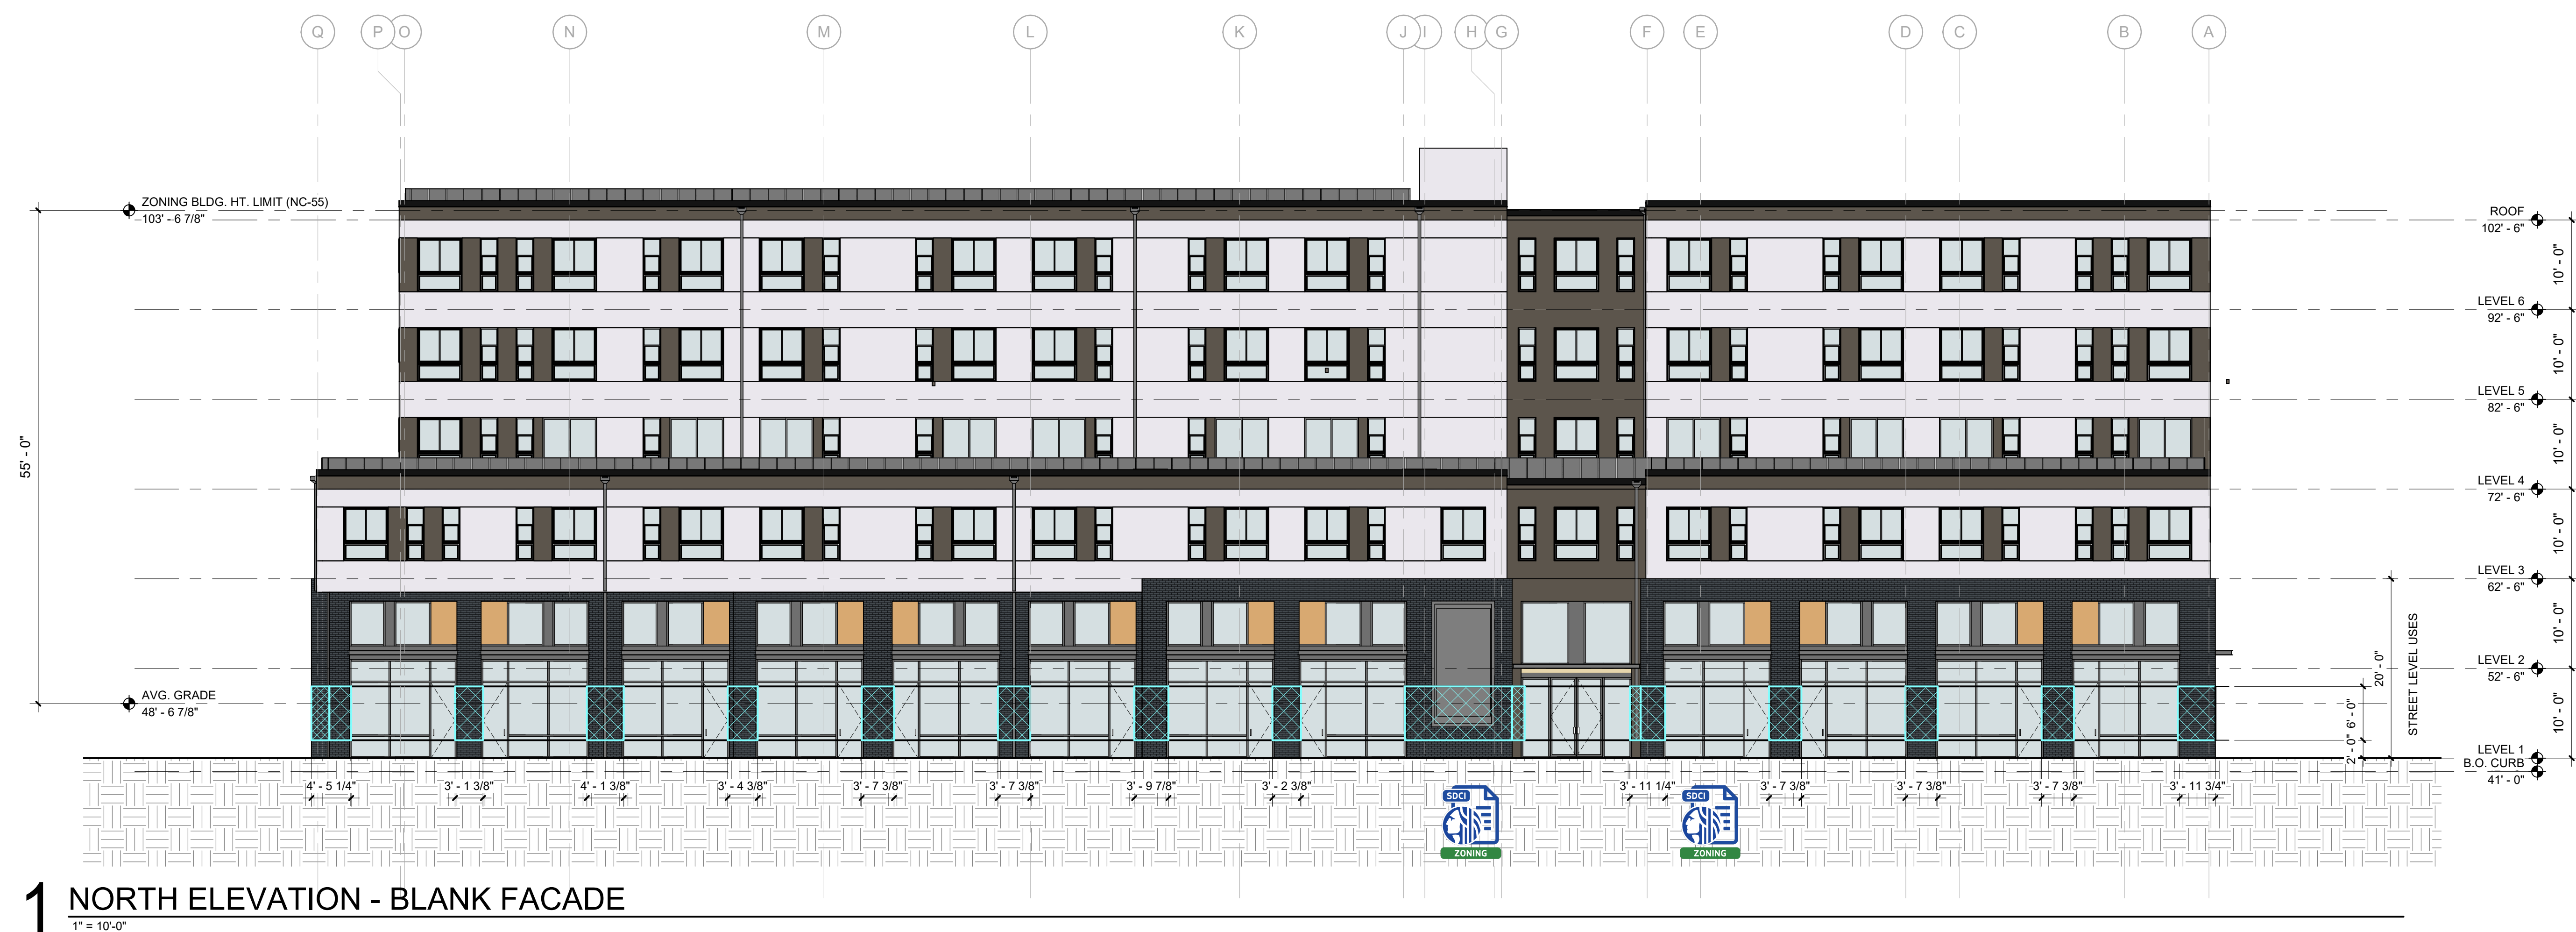 Q P O N M L K J I H G F E D C B A
ZONING BLDG. HT. LIMIT (NC-55)
103' - 6 7/8"
ROOF
102' - 6"
10' - 0"
LEVEL 6
92' - 6"
10' - 0"
LEVEL 5
82' - 6"
55' - 0"
10' - 0"
LEVEL 4
72' - 6"
10' - 0"
LEVEL 3
62' - 6"
10' - 0"
20' - 0"
STREET LEVEL USES
LEVEL 2
52' - 6"
AVG. GRADE
48' - 6 7/8"
6' - 0"
10' - 0"
2' - 0"
LEVEL 1
B.O. CURB
41' - 0"
4' - 5 1/4" 3' - 1 3/8" 4' - 1 3/8" 3' - 4 3/8" 3' - 7 3/8" 3' - 7 3/8" 3' - 9 7/8" 3' - 2 3/8" 3' - 11 1/4" 3' - 7 3/8" 3' - 7 3/8" 3' - 7 3/8" 3' - 11 3/4"
SDCI
ZONING
SDCI
ZONING
1 NORTH ELEVATION - BLANK FACADE
1" = 10'-0"